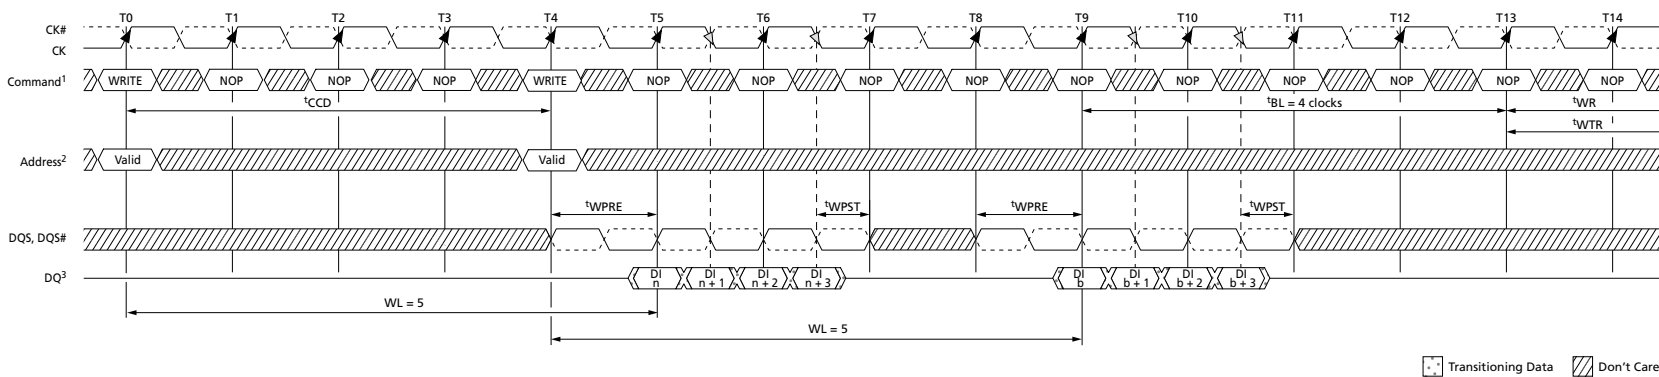 T0 T1 T2 T3 T4 T5 T6 T7 T8 T9 T10 T11 T12 T13 T14
CK#
CK
Command1 WRITE NOP NOP NOP WRITE NOP NOP NOP NOP NOP NOP NOP NOP NOP NOP
tCCD tBL = 4 clocks tWR
tWTR
Address2 Valid Valid
tWPRE tWPST tWPRE tWPST
DQS, DQS#
DQ3 DI n DI n + 1 DI n + 2 DI n + 3 DI b DI b + 1 DI b + 2 DI b + 3
WL = 5
WL = 5
Transitioning Data Don't Care